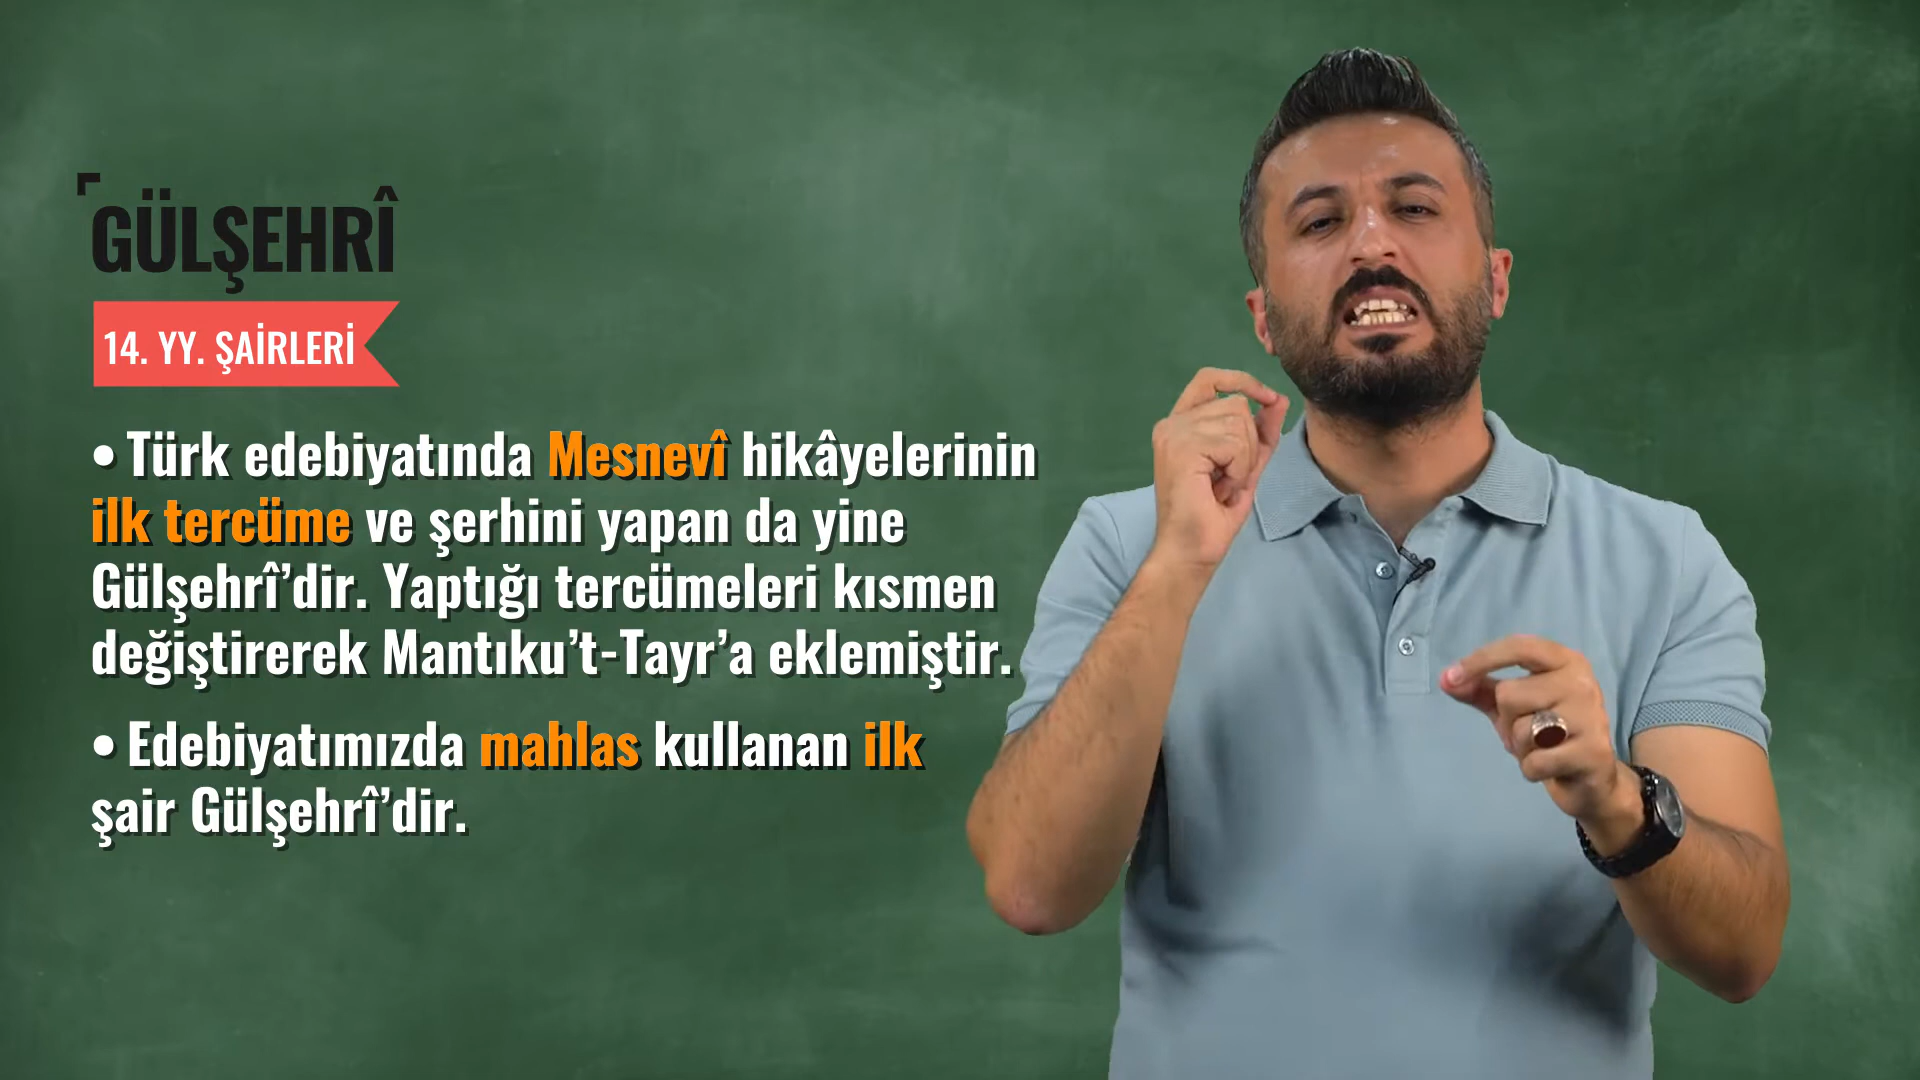 GÜLŞEHRÎ
14. YY. ŞAİRLERİ
• Türk edebiyatında Mesnevî hikâyelerinin
ilk tercüme ve şerhini yapan da yine
Gülşehrî’dir. Yaptığı tercümeleri kısmen
değiştirerek Mantıku’t-Tayr’a eklemiştir.
• Edebiyatımızda mahlas kullanan ilk
şair Gülşehrî’dir.